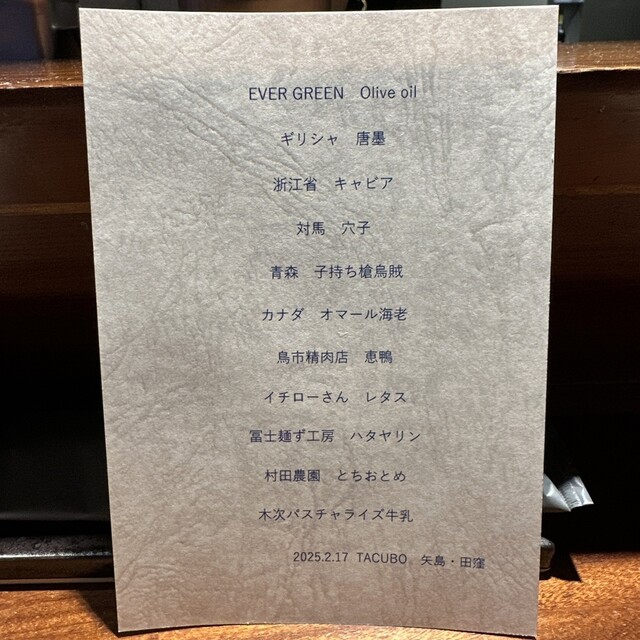 EVER GREEN　Olive oil
ギリシャ　唐墨
浙江省　キャビア
対馬　穴子
青森　子持ち槍烏賊
カナダ　オマール海老
鳥市精肉店　恵鴨
イチローさん　レタス
冨士麺ず工房　ハタヤリン
村田農園　とちおとめ
木次パスチャライズ牛乳
2025.2.17 TACUBO　矢島・田窪